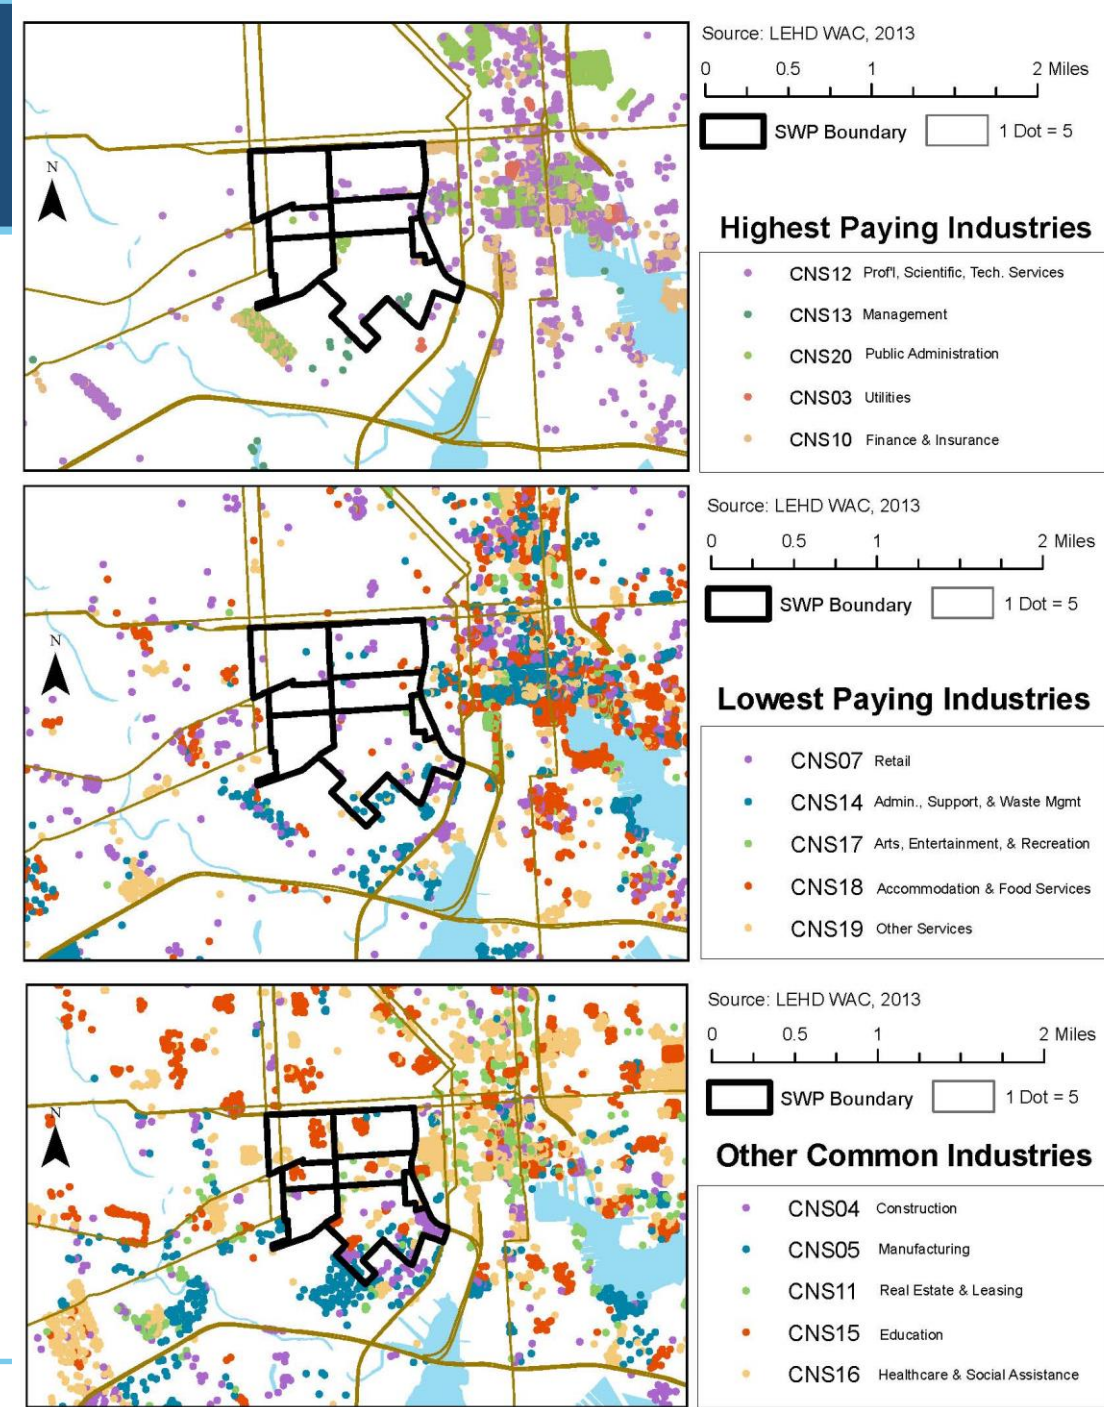 Source: LEHD WAC, 2013
0 0.5 1 2 Miles
SWP Boundary 1 Dot = 5
N
Highest Paying Industries
CNS12 Prof'l, Scientific, Tech. Services
CNS13 Management
CNS20 Public Administration
CNS03 Utilities
CNS10 Finance & Insurance
Source: LEHD WAC, 2013
0 0.5 1 2 Miles
SWP Boundary 1 Dot = 5
N
Lowest Paying Industries
CNS07 Retail
CNS14 Admin., Support, & Waste Mgmt
CNS17 Arts, Entertainment, & Recreation
CNS18 Accommodation & Food Services
CNS19 Other Services
Source: LEHD WAC, 2013
0 0.5 1 2 Miles
SWP Boundary 1 Dot = 5
N
Other Common Industries
CNS04 Construction
CNS05 Manufacturing
CNS11 Real Estate & Leasing
CNS15 Education
CNS16 Healthcare & Social Assistance